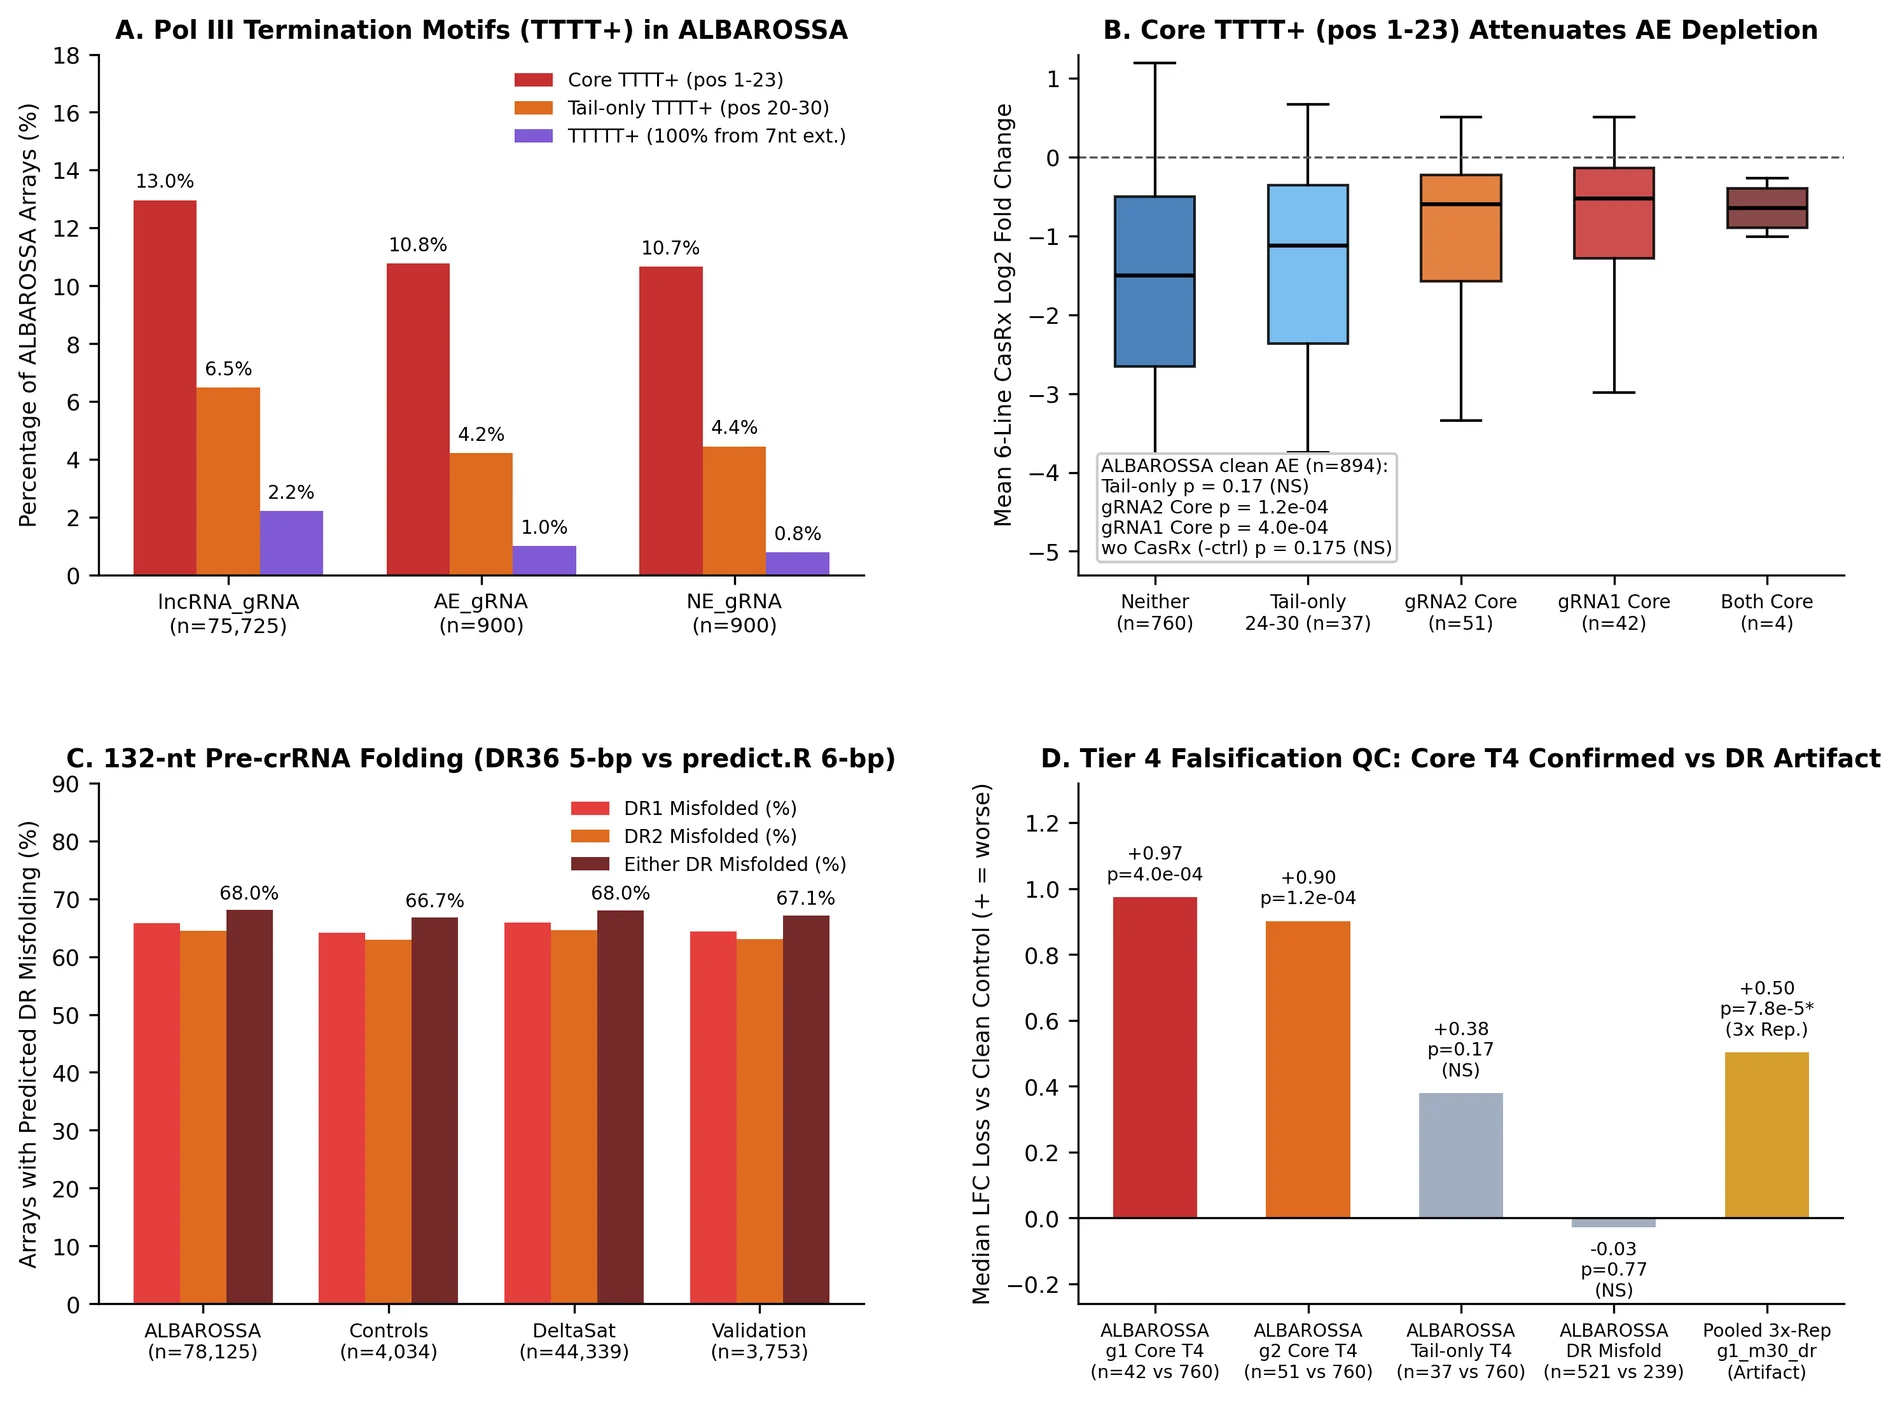 A. Pol III Termination Motifs (TTTT+) in ALBAROSSA
Percentage of ALBAROSSA Arrays (%)
18
16
14
12
10
8
6
4
2
0
Core TTTT+ (pos 1-23)
Tail-only TTTT+ (pos 20-30)
TTTTT+ (100% from 7nt ext.)
13.0%
6.5%
2.2%
10.8%
4.2%
1.0%
10.7%
4.4%
0.8%
lncRNA_gRNA
(n=75,725)
AE_gRNA
(n=900)
NE_gRNA
(n=900)
B. Core TTTT+ (pos 1-23) Attenuates AE Depletion
Mean 6-Line CasRx Log2 Fold Change
1
0
−1
−2
−3
−4
−5
ALBAROSSA clean AE (n=894):
Tail-only p = 0.17 (NS)
gRNA2 Core p = 1.2e-04
gRNA1 Core p = 4.0e-04
wo CasRx (-ctrl) p = 0.175 (NS)
Neither
(n=760)
Tail-only
24-30 (n=37)
gRNA2 Core
(n=51)
gRNA1 Core
(n=42)
Both Core
(n=4)
C. 132-nt Pre-crRNA Folding (DR36 5-bp vs predict.R 6-bp)
Arrays with Predicted DR Misfolding (%)
90
80
70
60
50
40
30
20
10
0
DR1 Misfolded (%)
DR2 Misfolded (%)
Either DR Misfolded (%)
68.0%
66.7%
68.0%
67.1%
ALBAROSSA
(n=78,125)
Controls
(n=4,034)
DeltaSat
(n=44,339)
Validation
(n=3,753)
D. Tier 4 Falsification QC: Core T4 Confirmed vs DR Artifact
Median LFC Loss vs Clean Control (+ = worse)
1.2
1.0
0.8
0.6
0.4
0.2
0.0
−0.2
+0.97
p=4.0e-04
+0.90
p=1.2e-04
+0.38
p=0.17
(NS)
-0.03
p=0.77
(NS)
+0.50
p=7.8e-5*
(3x Rep.)
ALBAROSSA
g1 Core T4
(n=42 vs 760)
ALBAROSSA
g2 Core T4
(n=51 vs 760)
ALBAROSSA
Tail-only T4
(n=37 vs 760)
ALBAROSSA
DR Misfold
(n=521 vs 239)
Pooled 3x-Rep
g1_m30_dr
(Artifact)